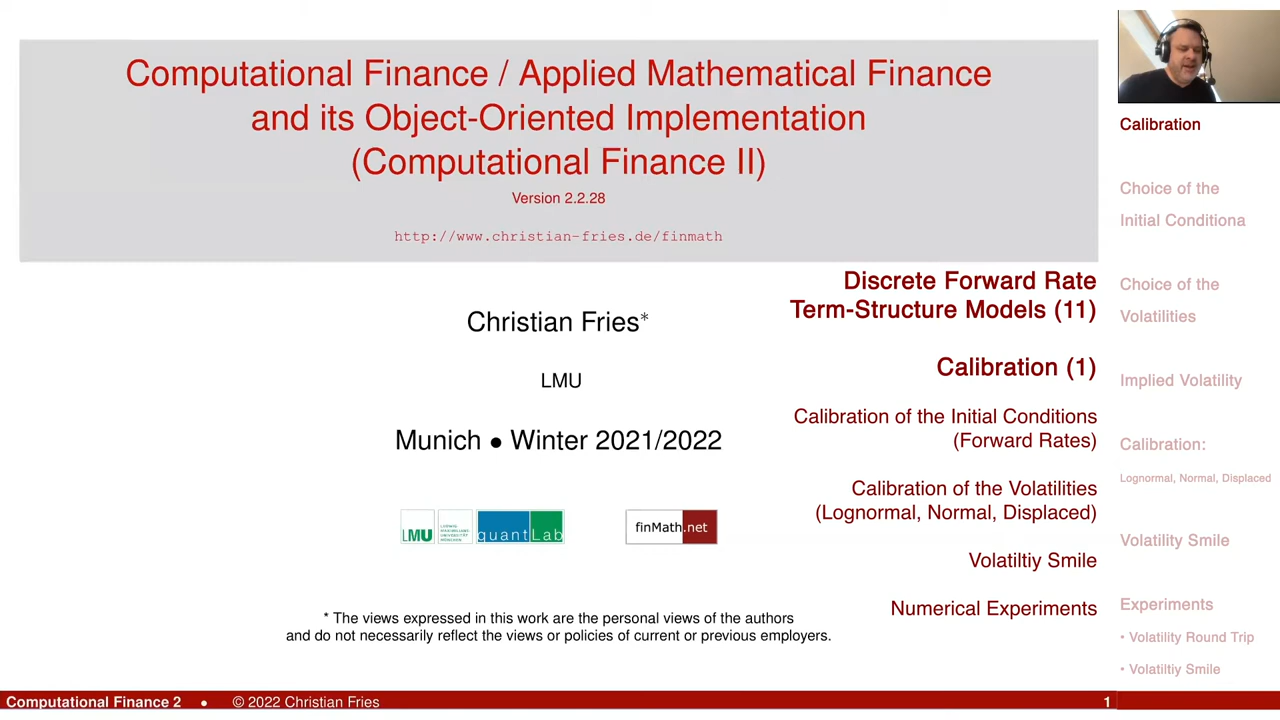 Computational Finance / Applied Mathematical Finance
and its Object-Oriented Implementation
(Computational Finance II)
Version 2.2.28
http://www.christian-fries.de/finmath
Christian Fries*
LMU
Munich • Winter 2021/2022
LMU
quantLab
finMath.net
* The views expressed in this work are the personal views of the authors
and do not necessarily reflect the views or policies of current or previous employers.
Discrete Forward Rate
Term-Structure Models (11)
Calibration (1)
Calibration of the Initial Conditions
(Forward Rates)
Calibration of the Volatilities
(Lognormal, Normal, Displaced)
Volatiltiy Smile
Numerical Experiments
Calibration
Choice of the
Initial Conditiona
Choice of the
Volatilities
Implied Volatility
Calibration:
Lognormal, Normal, Displaced
Volatility Smile
Experiments
• Volatility Round Trip
• Volatiltiy Smile
Computational Finance 2 • © 2022 Christian Fries 1